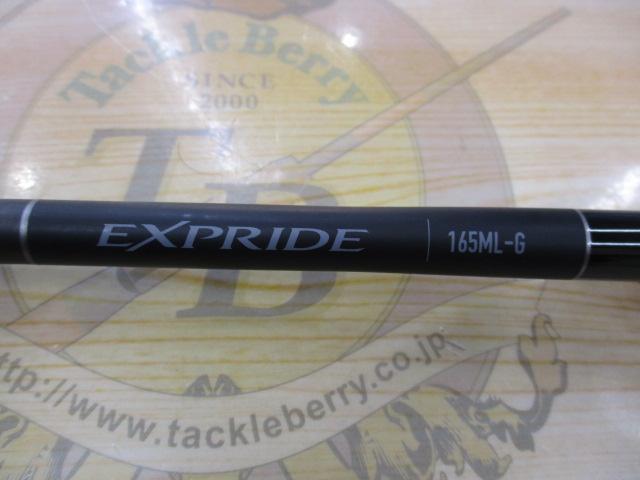 Tackle Berry
SINCE
2000
TB
EXPRIDE 165ML-G
http://www.tackleberry.co.jp